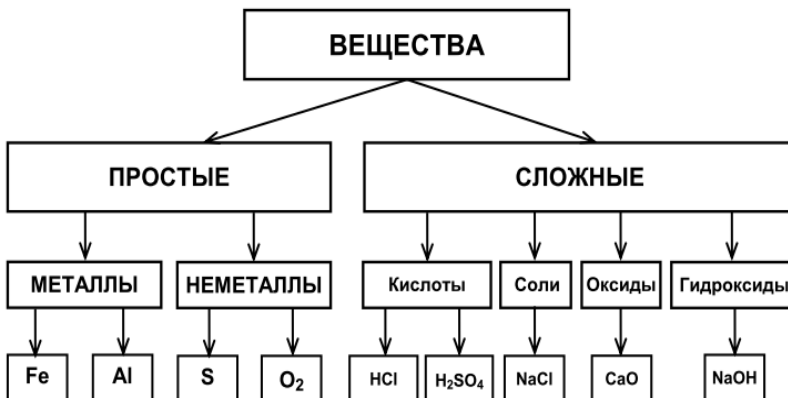 ВЕЩЕСТВА
ПРОСТЫЕ
СЛОЖНЫЕ
МЕТАЛЛЫ
НЕМЕТАЛЛЫ
Кислоты
Соли
Оксиды
Гидроксиды
Fe
Al
S
O₂
HCl
H₂SO₄
NaCl
CaO
NaOH